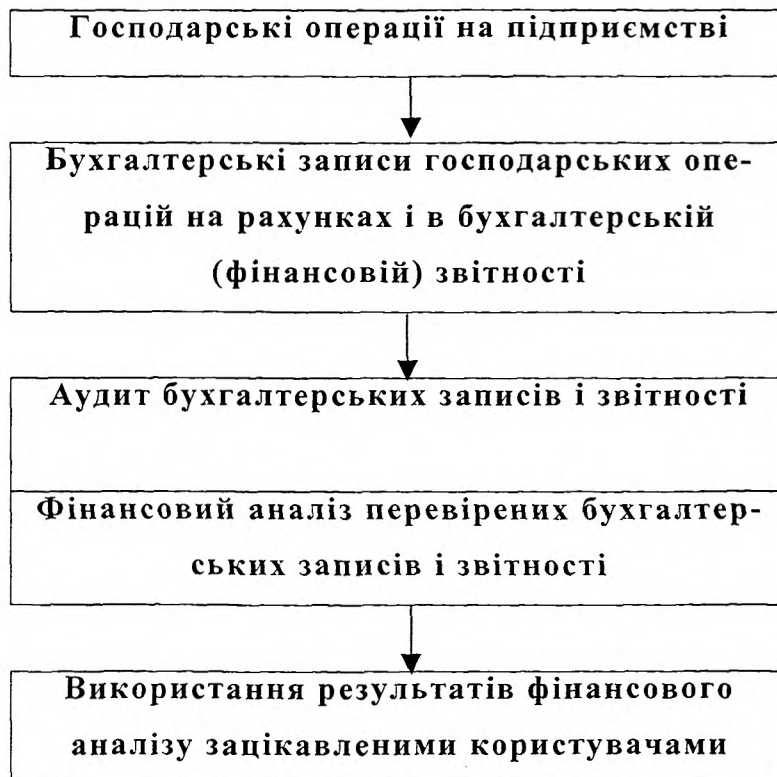 Господарські операції на підприємстві
Бухгалтерські записи господарських опе-
рацій на рахунках і в бухгалтерській
(фінансовій) звітності
Аудит бухгалтерських записів і звітності
Фінансовий аналіз перевірених бухгалтер-
ських записів і звітності
Використання результатів фінансового
аналізу зацікавленими користувачами